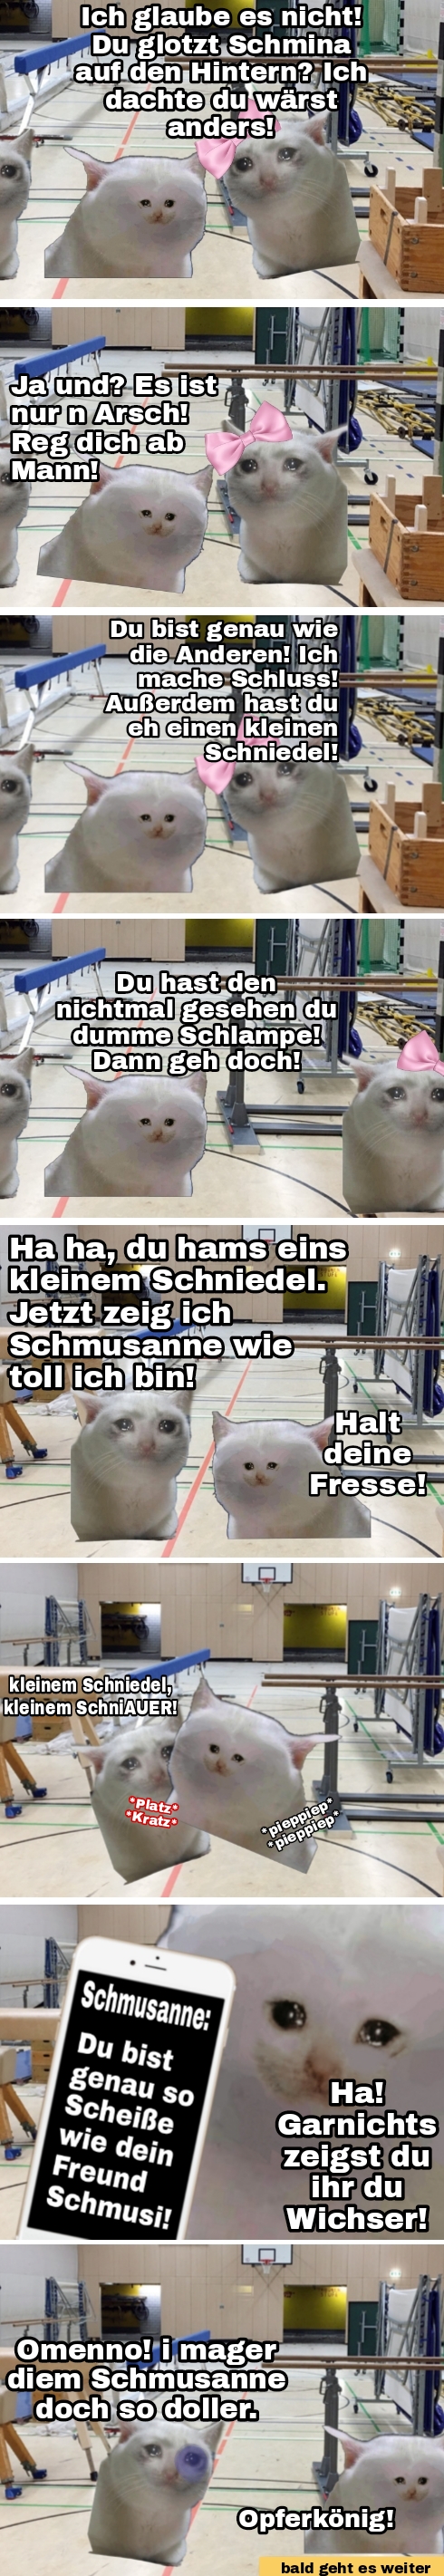 Ich glaube es nicht!
Du glotzt Schmina
auf den Hintern? Ich
dachte du wärst
anders!
Ja und? Es ist
nur n Arsch!
Reg dich ab
Mann!
Du bist genau wie
die Anderen! Ich
mache Schluss!
Außerdem hast du
eh einen kleinen
Schniedel!
Du hast den
nichtmal gesehen du
dumme Schlampe!
Dann geh doch!
Ha ha, du hams eins
kleinem Schniedel.
Jetzt zeig ich
Schmusanne wie
toll ich bin!
Halt
deine
Fresse!
kleinem Schniedel,
kleinem SchniAUER!
*Platz*
*Kratz*
*pieppiep*
*pieppiep*
Schmusanne:
Du bist
genau so
Scheiße
wie dein
Freund
Schmusi!
Ha!
Garnichts
zeigst du
ihr du
Wichser!
Omenno! i mager
diem Schmusanne
doch so doller.
Opferkönig!
bald geht es weiter